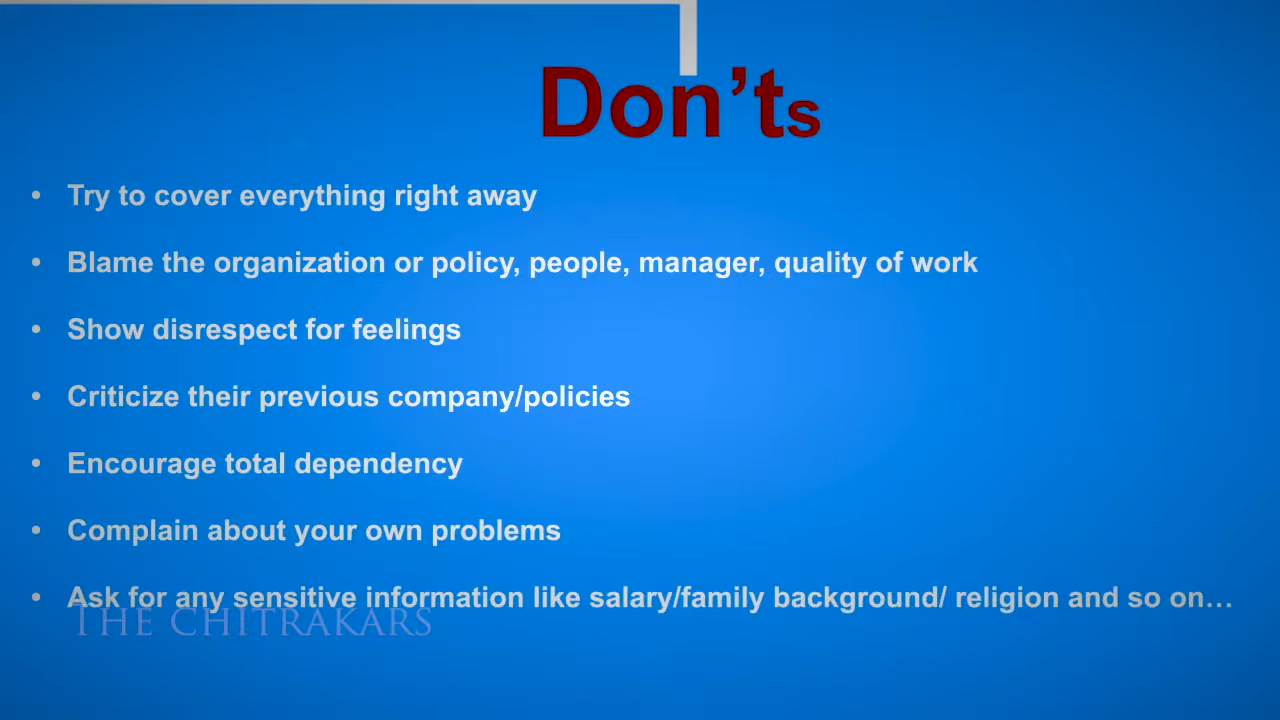 Don’ts
• Try to cover everything right away
• Blame the organization or policy, people, manager, quality of work
• Show disrespect for feelings
• Criticize their previous company/policies
• Encourage total dependency
• Complain about your own problems
• Ask for any sensitive information like salary/family background/ religion and so on…
THE CHITRAKARS